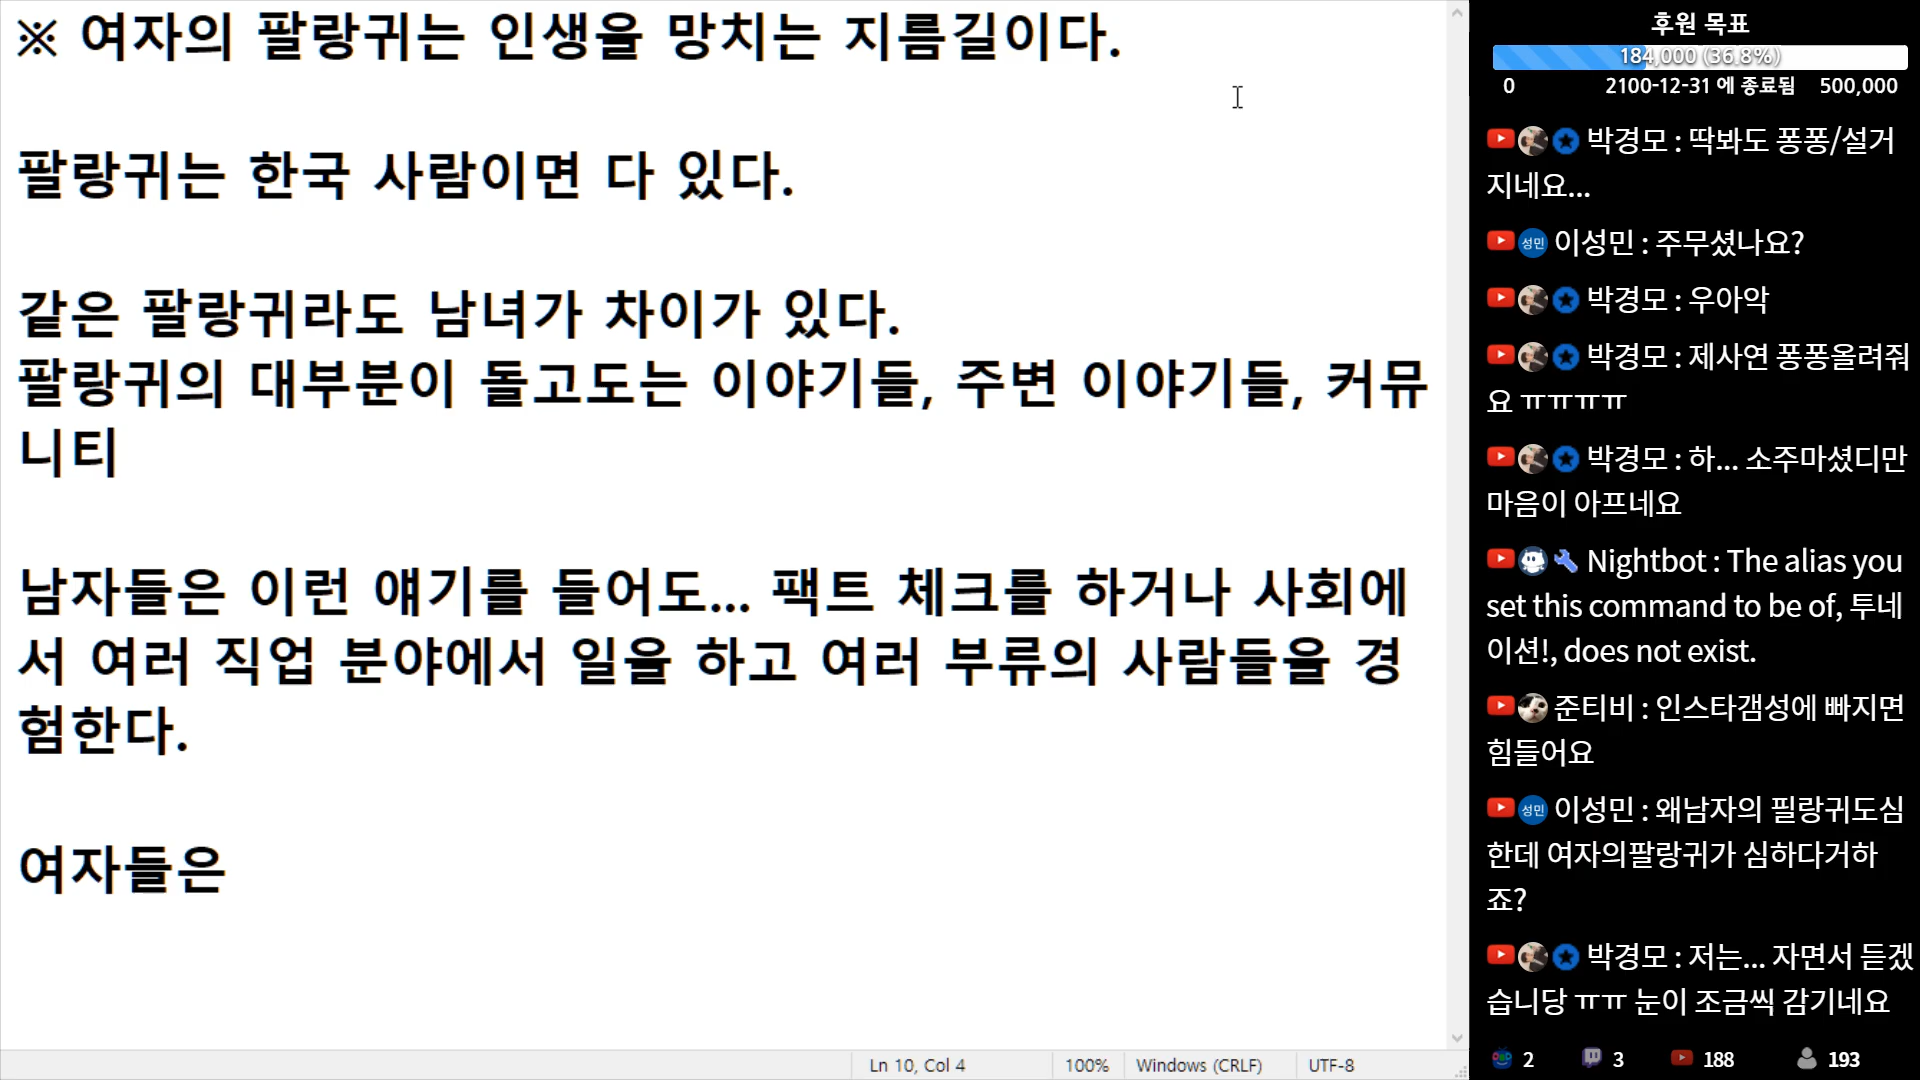 ※ 여자의 팔랑귀는 인생을 망치는 지름길이다.
팔랑귀는 한국 사람이면 다 있다.
같은 팔랑귀라도 남녀가 차이가 있다.
팔랑귀의 대부분이 돌고도는 이야기들, 주변 이야기들, 커뮤
니티
남자들은 이런 얘기를 들어도... 팩트 체크를 하거나 사회에
서 여러 직업 분야에서 일을 하고 여러 부류의 사람들을 경
험한다.
여자들은
Ln 10, Col 4
100%
Windows (CRLF)
UTF-8
후원 목표
184,000 (36.8%)
0
2100-12-31 에 종료됨
500,000
박경모 : 딱봐도 퐁퐁/설거
지네요...
성민 이성민 : 주무셨나요?
박경모 : 우아악
박경모 : 제사연 퐁퐁올려줘
요 ㅠㅠㅠㅠ
박경모 : 하... 소주마셨디만
마음이 아프네요
Nightbot : The alias you
set this command to be of, 투네
이션!, does not exist.
준티비 : 인스타갬성에 빠지면
힘들어요
성민 이성민 : 왜남자의 필랑귀도심
한데 여자의팔랑귀가 심하다거하
죠?
박경모 : 저는... 자면서 듣겠
습니당 ㅠㅠ 눈이 조금씩 감기네요
2
3
188
193